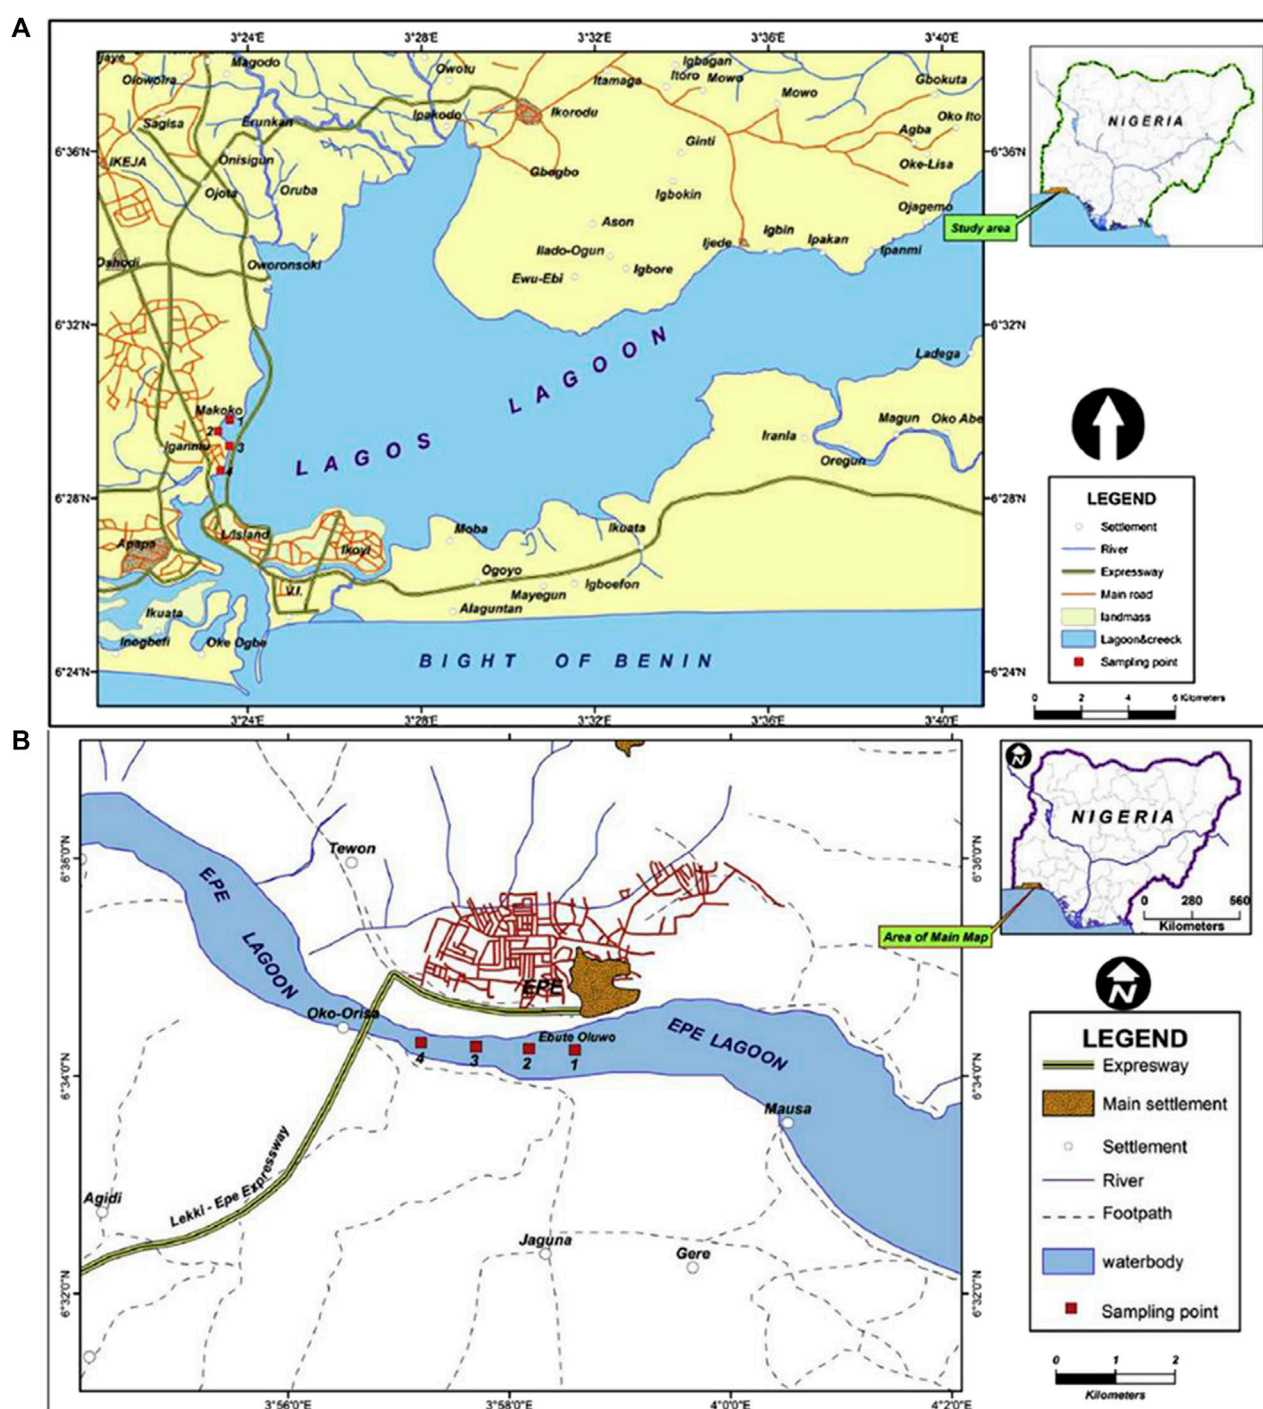 A
3°24'E 3°28'E 3°32'E 3°36'E 3°40'E
Magodo
Olowoira
Owotu
Igbagan
Itoro
Itamaga
Mowo
Gbokuta
Mowo
Sagisa
Erunkan
Ipakodo
Ikorodu
Oko Ito
Agba
6°36'N
IKEJA
Onisigun
Ginti
Oke-Lisa
6°36'N
Gbogbo
Ojota
Oruba
Igbokin
Ojagemo
Ason
Igbin
Ijede
Ipakan
Ipanmi
Ilado-Ogun
Igbore
Ewu-Ebi
Oshodi
Oworonsoki
6°32'N
6°32'N
LAGOS LAGOON
Ladega
Makoko
1
2
3
4
Iganmu
Magun
Oko Abe
Iranla
Oregun
6°28'N
6°28'N
L/Island
Moba
Ikuata
Apapa
Ikoyi
Ogoyo
V.I.
Mayegun
Igboefon
Alaguntan
Ikuata
Inogbefi
Oke Ogbe
BIGHT OF BENIN
6°24'N
6°24'N
3°24'E 3°28'E 3°32'E 3°36'E 3°40'E
NIGERIA
Study area
LEGEND
Settlement
River
Expressway
Main road
landmass
Lagoon&creeck
Sampling point
0 2 4 6 Kilometers
B
6°36'0"N
6°36'0"N
Tewon
EPE
LAGOON
EPE
Oko-Orisa
Ebute Oluwo
EPE LAGOON
4 3 2 1
6°34'0"N
6°34'0"N
Mausa
Lekki - Epe Expressway
Agidi
Jaguna
Gere
6°32'0"N
6°32'0"N
3°56'0"E 3°58'0"E 4°0'0"E 4°2'0"E
N
NIGERIA
0 280 560
Kilometers
Area of Main Map
N
LEGEND
Expresway
Main settlement
Settlement
River
Footpath
waterbody
Sampling point
0 1 2
Kilometers